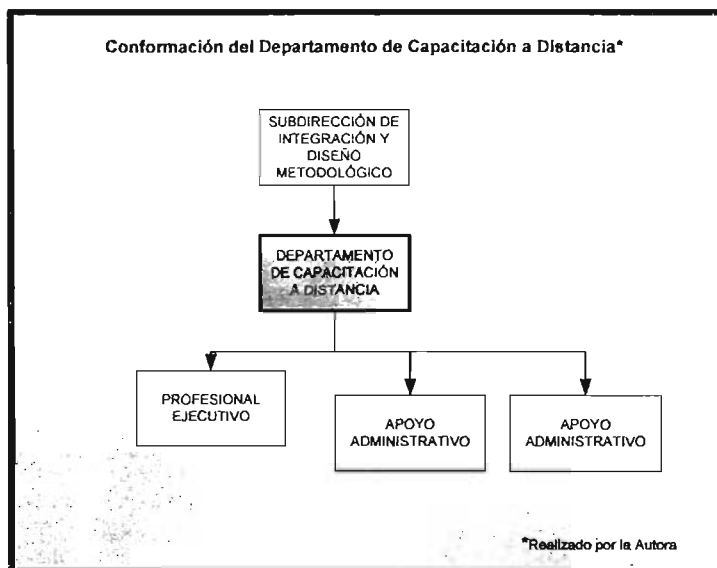 Conformación del Departamento de Capacitación a Distancia*
SUBDIRECCIÓN DE
INTEGRACIÓN Y
DISEÑO
METODOLÓGICO
DEPARTAMENTO
DE CAPACITACIÓN
A DISTANCIA
PROFESIONAL
EJECUTIVO
APOYO
ADMINISTRATIVO
APOYO
ADMINISTRATIVO
*Realizado por la Autora